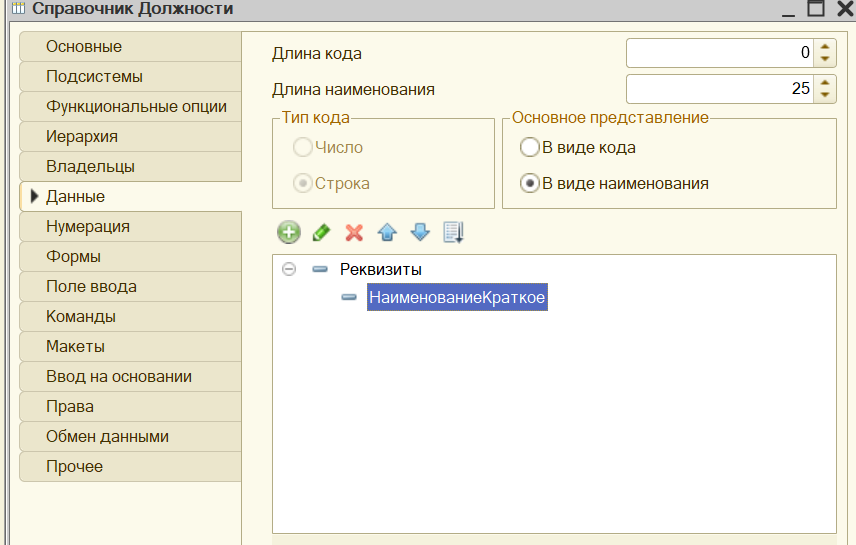 Справочник Должности
Основные
Подсистемы
Функциональные опции
Иерархия
Владельцы
Данные
Нумерация
Формы
Поле ввода
Команды
Макеты
Ввод на основании
Права
Обмен данными
Прочее
Длина кода 0
Длина наименования 25
Тип кода
Число
Строка
Основное представление
В виде кода
В виде наименования
Реквизиты
НаименованиеКраткое